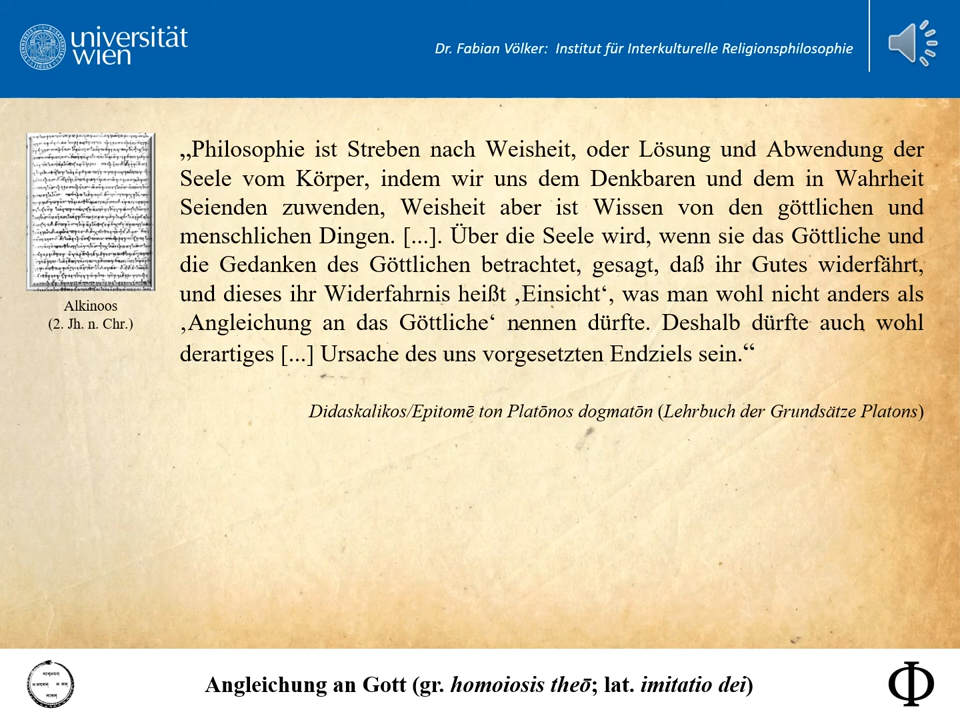 universität
wien
Dr. Fabian Völker: Institut für Interkulturelle Religionsphilosophie
„Philosophie ist Streben nach Weisheit, oder Lösung und Abwendung der
Seele vom Körper, indem wir uns dem Denkbaren und dem in Wahrheit
Seienden zuwenden, Weisheit aber ist Wissen von den göttlichen und
menschlichen Dingen. [...]. Über die Seele wird, wenn sie das Göttliche und
die Gedanken des Göttlichen betrachtet, gesagt, daß ihr Gutes widerfährt,
und dieses ihr Widerfahrnis heißt ‚Einsicht‘, was man wohl nicht anders als
‚Angleichung an das Göttliche‘ nennen dürfte. Deshalb dürfte auch wohl
derartiges [...] Ursache des uns vorgesetzten Endziels sein.“
Alkinoos
(2. Jh. n. Chr.)
Didaskalikos/Epitomē ton Platōnos dogmatōn (Lehrbuch der Grundsätze Platons)
Angleichung an Gott (gr. homoiosis theō; lat. imitatio dei)
Φ